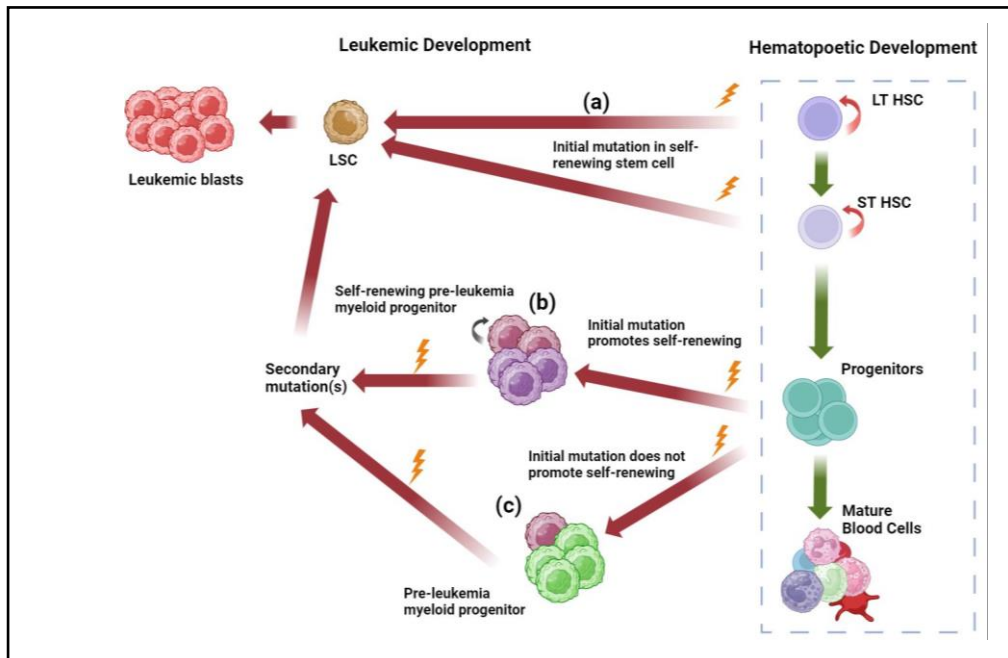 Leukemic Development
Hematopoetic Development
(a)
LT HSC
Initial mutation in self-
renewing stem cell
LSC
Leukemic blasts
ST HSC
Self-renewing pre-leukemia
myeloid progenitor
(b)
Initial mutation
promotes self-renewing
Secondary
mutation(s)
Progenitors
Initial mutation does not
promote self-renewing
(c)
Mature
Blood Cells
Pre-leukemia
myeloid progenitor